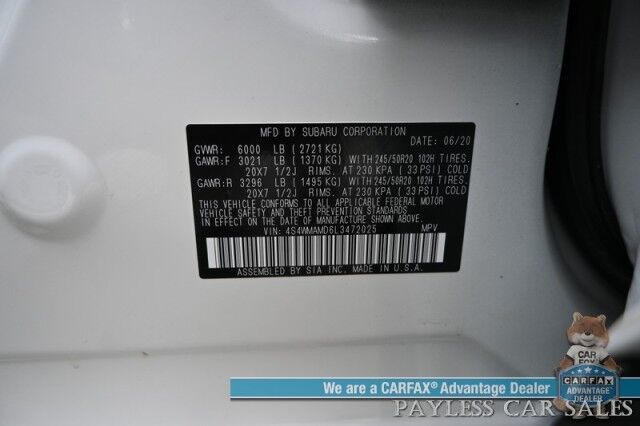 MFD BY SUBARU CORPORATION
DATE: 06/20
GVWR: 6000 LB (2721 KG)
GAWR:F 3021 LB (1370 KG) WITH 245/50R20 102H TIRES,
20X7 1/2J RIMS, AT 230 KPA (33 PSI) COLD
GAWR:R 3296 LB (1495 KG) WITH 245/50R20 102H TIRES,
20X7 1/2J RIMS, AT 230 KPA (33 PSI) COLD
THIS VEHICLE CONFORMS TO ALL APPLICABLE FEDERAL MOTOR
VEHICLE SAFETY AND THEFT PREVENTION STANDARDS
IN EFFECT ON THE DATE OF MANUFACTURE SHOWN ABOVE.
VIN: 4S4WMAMD6L3472025 MPV
ASSEMBLED BY SIA INC. MADE IN U.S.A.
CAR
FOX
We are a CARFAX® Advantage Dealer
CARFAX
ADVANTAGE
DEALER
PAYLESS CAR SALES